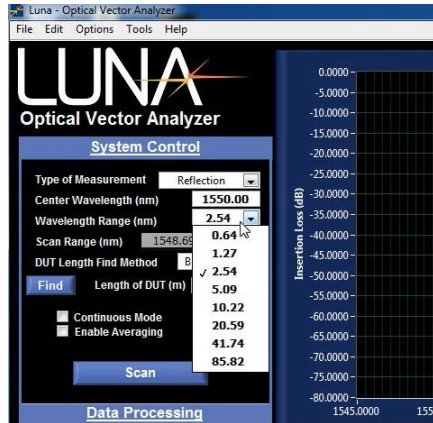 Luna - Optical Vector Analyzer
File Edit Options Tools Help
LUNA
Optical Vector Analyzer
System Control
Type of Measurement Reflection
Center Wavelength (nm) 1550.00
Wavelength Range (nm) 2.54
Scan Range (nm) 1548.69
DUT Length Find Method B
Find Length of DUT (m)
0.64
1.27
✓ 2.54
5.09
10.22
20.59
41.74
85.82
Continuous Mode
Enable Averaging
Scan
Data Processing
Insertion Loss (dB)
0.0000
-5.0000
-10.0000
-15.0000
-20.0000
-25.0000
-30.0000
-35.0000
-40.0000
-45.0000
-50.0000
-55.0000
-60.0000
-65.0000
-70.0000
-75.0000
-80.0000
1545.0000 155